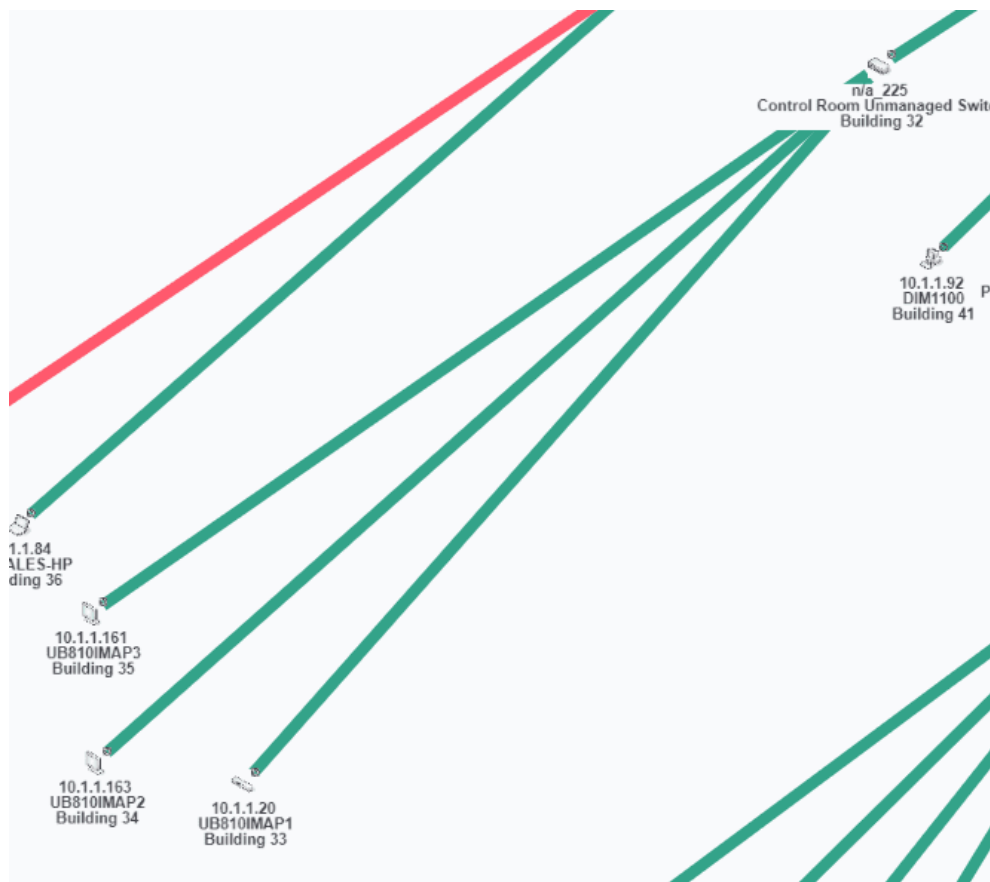 n/a_225
Control Room Unmanaged
Building 32
10.1.1.92
DIM1100
Building 41
P
1.1.84
ALES-HP
ding 36
10.1.1.161
UB810IMAP3
Building 35
10.1.1.163
UB810IMAP2
Building 34
10.1.1.20
UB810IMAP1
Building 33